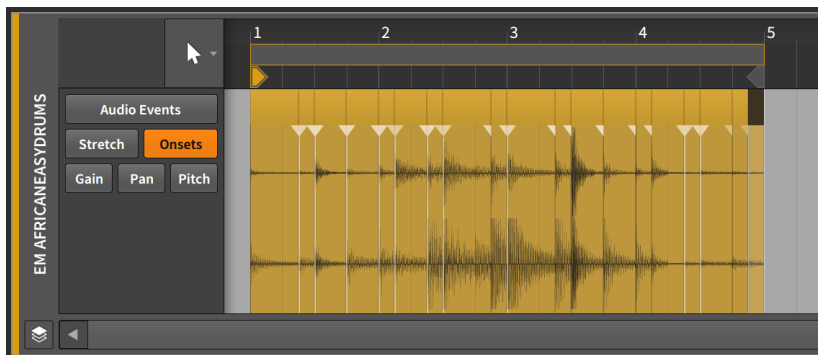 1 2 3 4 5
EM AFRICANEASYDRUMS
Audio Events
Stretch Onsets
Gain Pan Pitch